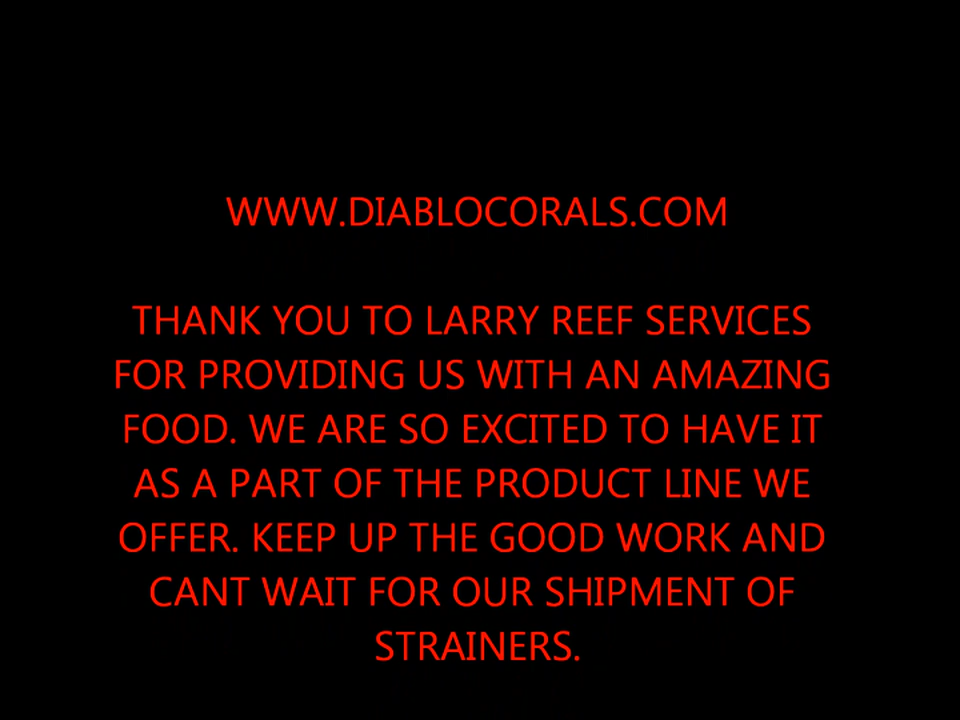 WWW.DIABLOCORALS.COM
THANK YOU TO LARRY REEF SERVICES
FOR PROVIDING US WITH AN AMAZING
FOOD. WE ARE SO EXCITED TO HAVE IT
AS A PART OF THE PRODUCT LINE WE
OFFER. KEEP UP THE GOOD WORK AND
CANT WAIT FOR OUR SHIPMENT OF
STRAINERS.